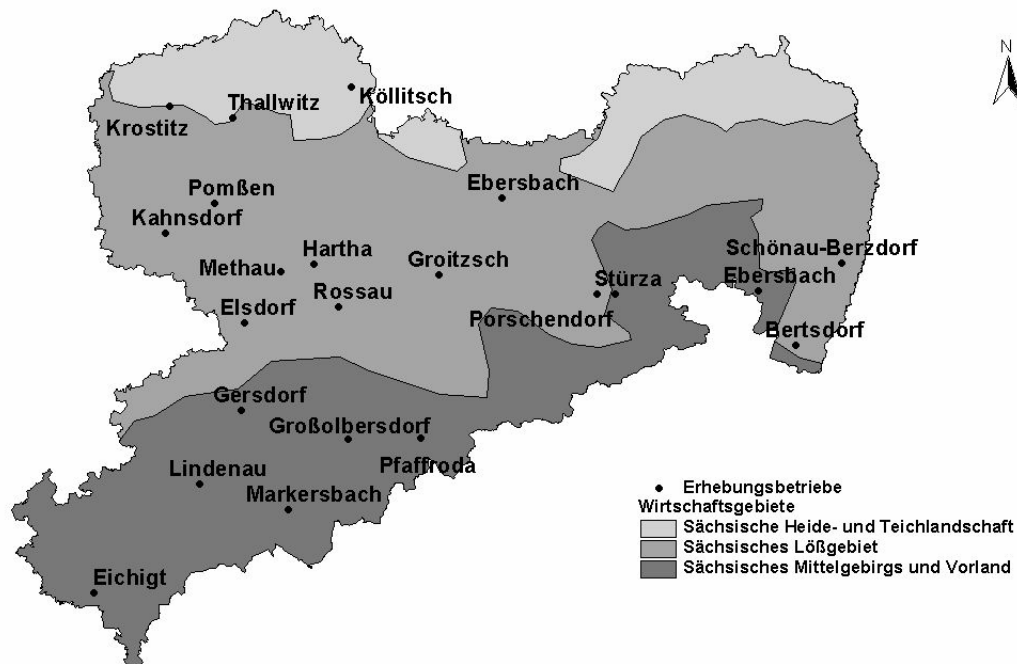 N
Köllitsch
Thallwitz
Krostitz
Ebersbach
Pomßen
Kahnsdorf
Hartha
Schönau-Berzdorf
Methau
Groitzsch
Stürza
Ebersbach
Rossau
Elsdorf
Porschendorf
Bertsdorf
Gersdorf
Großolbersdorf
Pfaffroda
Lindenau
Markersbach
Eichigt
Erhebungsbetriebe
Wirtschaftsgebiete
Sächsische Heide- und Teichlandschaft
Sächsisches Lößgebiet
Sächsisches Mittelgebirgs und Vorland